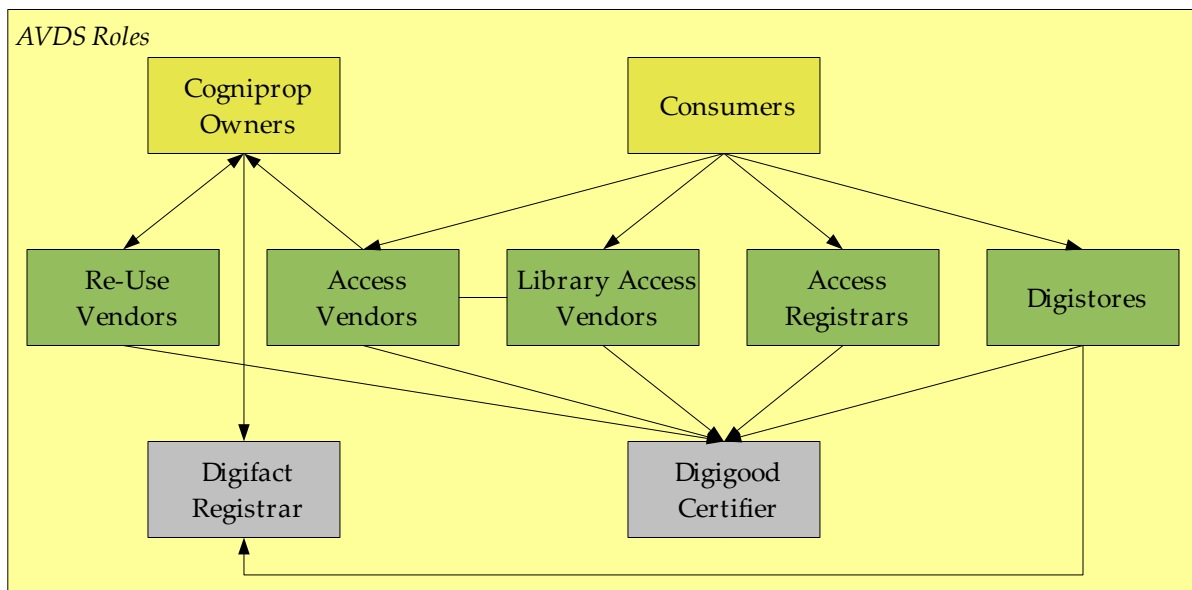 AVDS Roles
Cogniprop
Owners
Consumers
Re-Use
Vendors
Access
Vendors
Library Access
Vendors
Access
Registrars
Digistores
Digifact
Registrar
Digigood
Certifier